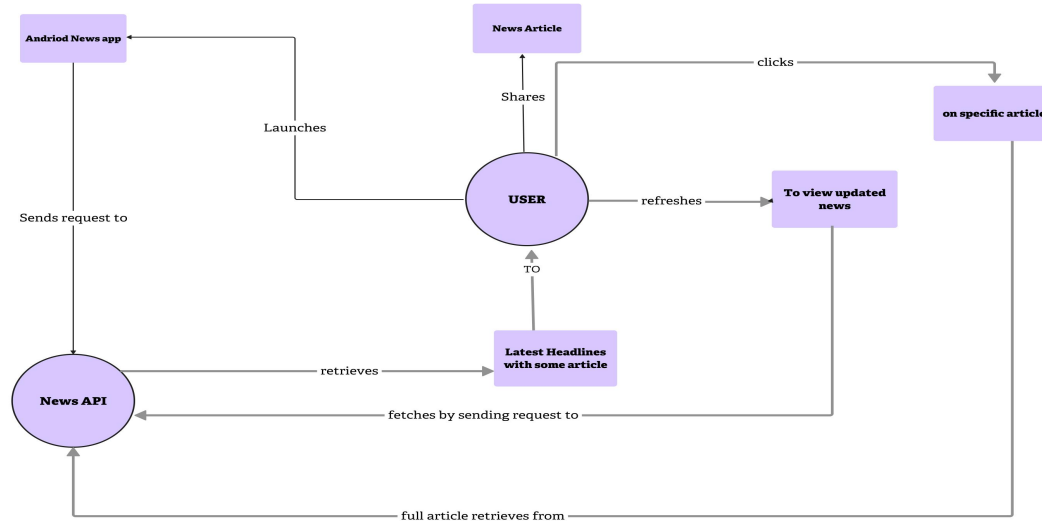 Andriod News app
News Article
clicks
Shares
on specific article
Launches
To view updated
news
USER
refreshes
Sends request to
TO
Latest Headlines
with some article
retrieves
News API
fetches by sending request to
full article retrieves from